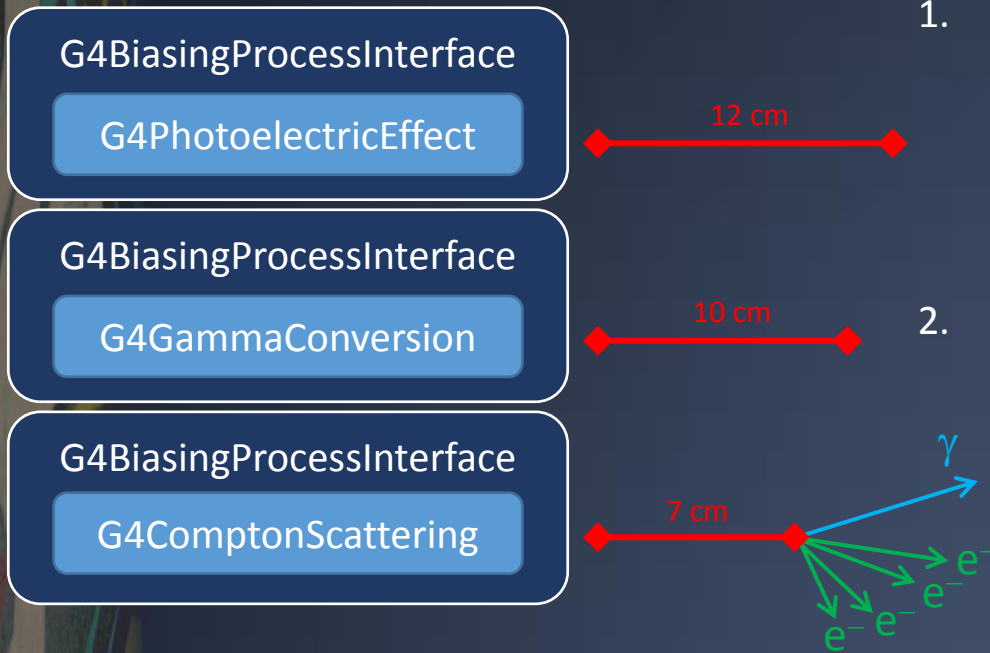 1.
G4BiasingProcessInterface
G4PhotoelectricEffect
12 cm
G4BiasingProcessInterface
G4GammaConversion
10 cm
2.
G4BiasingProcessInterface
G4ComptonScattering
7 cm
γ
e⁻
e⁻
e⁻
e⁻